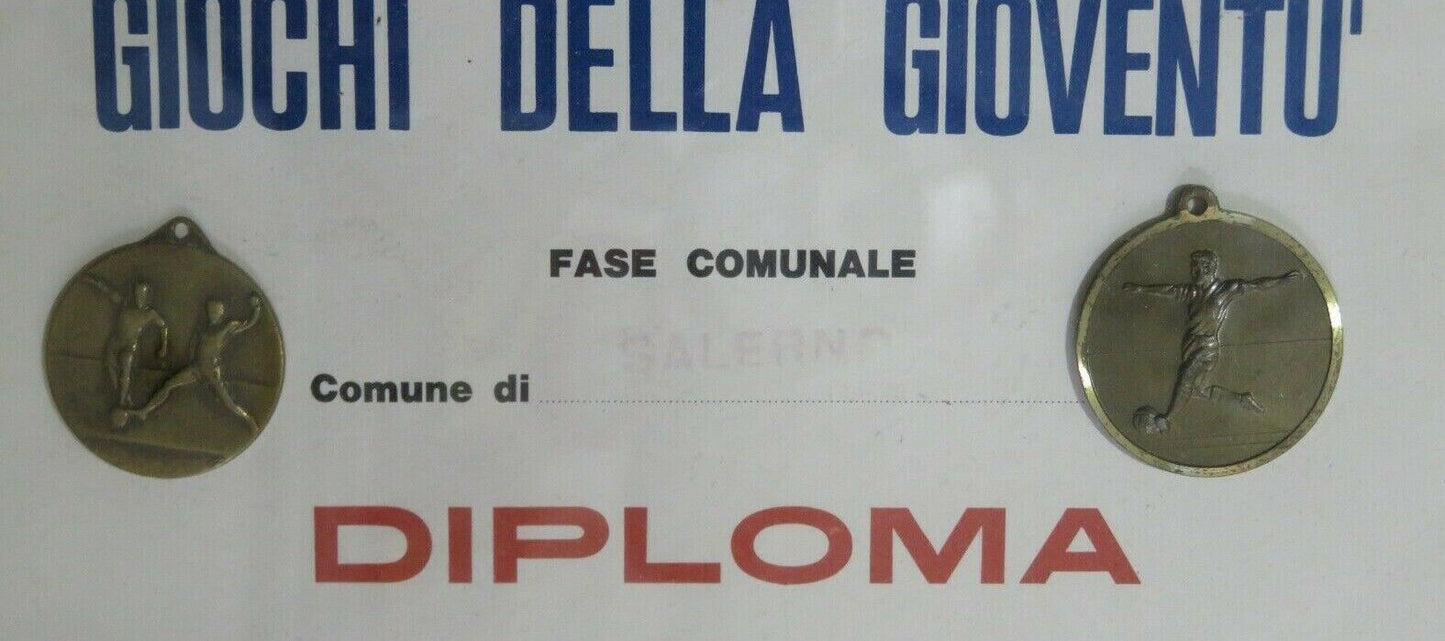 GIOCHI DELLA GIOVENTU'
FASE COMUNALE
SALERNO
Comune di
DIPLOMA